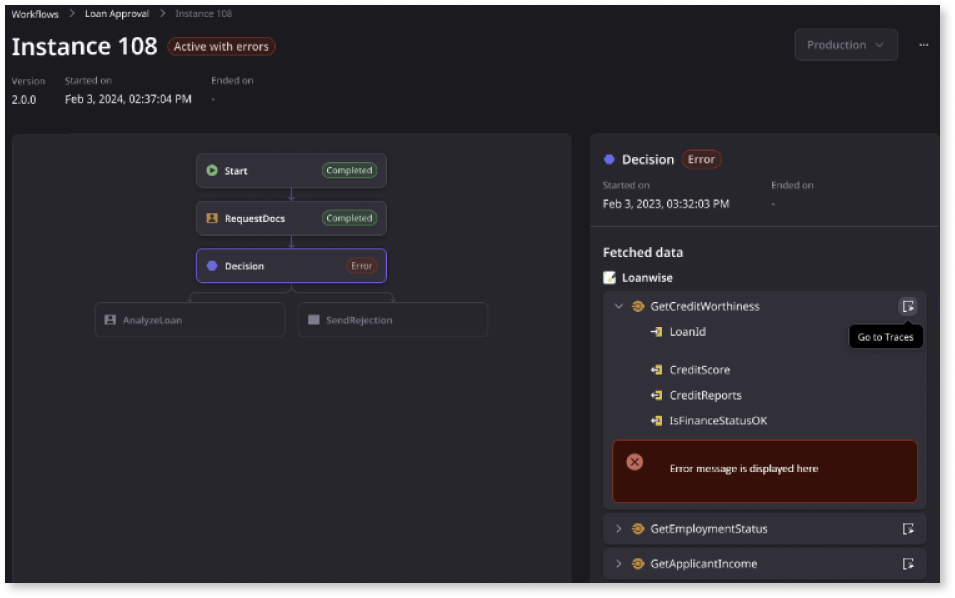 Workflows > Loan Approval > Instance 108
Instance 108 Active with errors
Production
...
Version Started on Ended on
2.0.0 Feb 3, 2024, 02:37:04 PM -
Start Completed
RequestDocs Completed
Decision Error
AnalyzeLoan SendRejection
Decision Error
Started on Ended on
Feb 3, 2023, 03:32:03 PM -
Fetched data
Loanwise
GetCreditWorthiness
Go to Traces
LoanId
CreditScore
CreditReports
IsFinanceStatusOK
Error message is displayed here
GetEmploymentStatus
GetApplicantIncome